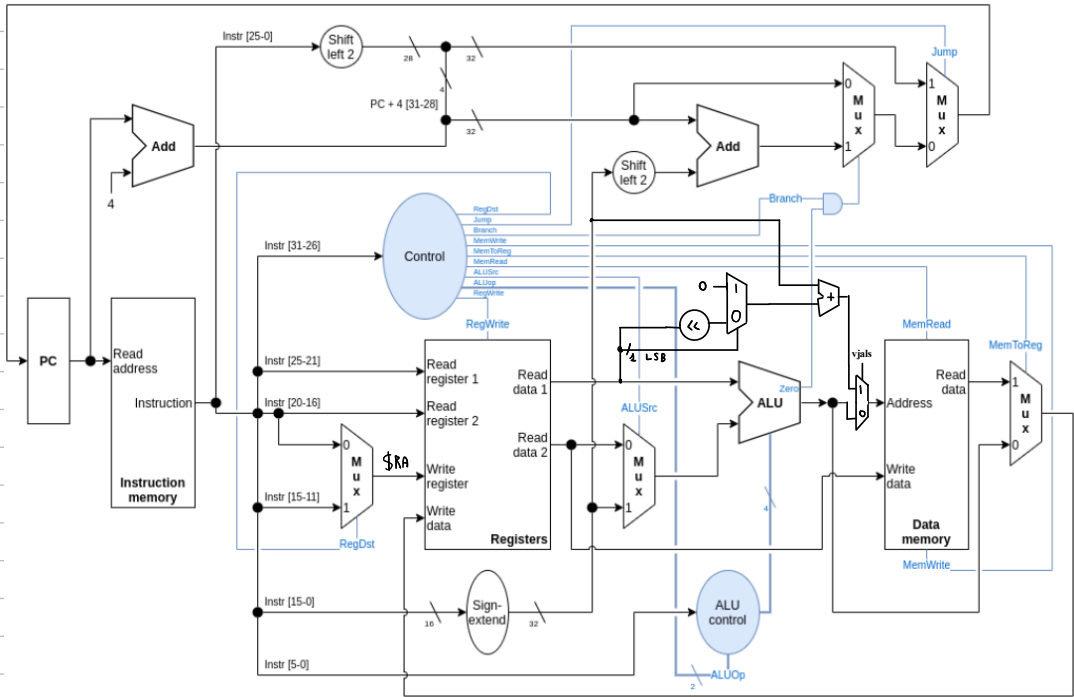 Instr [25-0]
Shift
left 2
28
32
Jump
4
PC + 4 [31-28]
32
Add
4
Add
Shift
left 2
0
M
u
x
1
1
M
u
x
0
Branch
Instr [31-26]
Control
RegDst
Jump
Branch
MemWrite
MemToReg
MemRead
ALUSrc
ALUop
RegWrite
RegWrite
0
1
0
<<
+
1 LSB
MemRead
MemToReg
vjals
1
0
PC
Read
address
Instruction
Instruction
memory
Instr [25-21]
Instr [20-16]
Instr [15-11]
0
M
u
x
1
RegDst
$RA
Read
register 1
Read
register 2
Write
register
Write
data
Read
data 1
Read
data 2
Registers
ALUSrc
0
M
u
x
1
Zero
ALU
4
Read
data
Address
Write
data
Data
memory
MemWrite
1
M
u
x
0
Instr [15-0]
16
Sign-
extend
32
ALU
control
Instr [5-0]
2
ALUOp